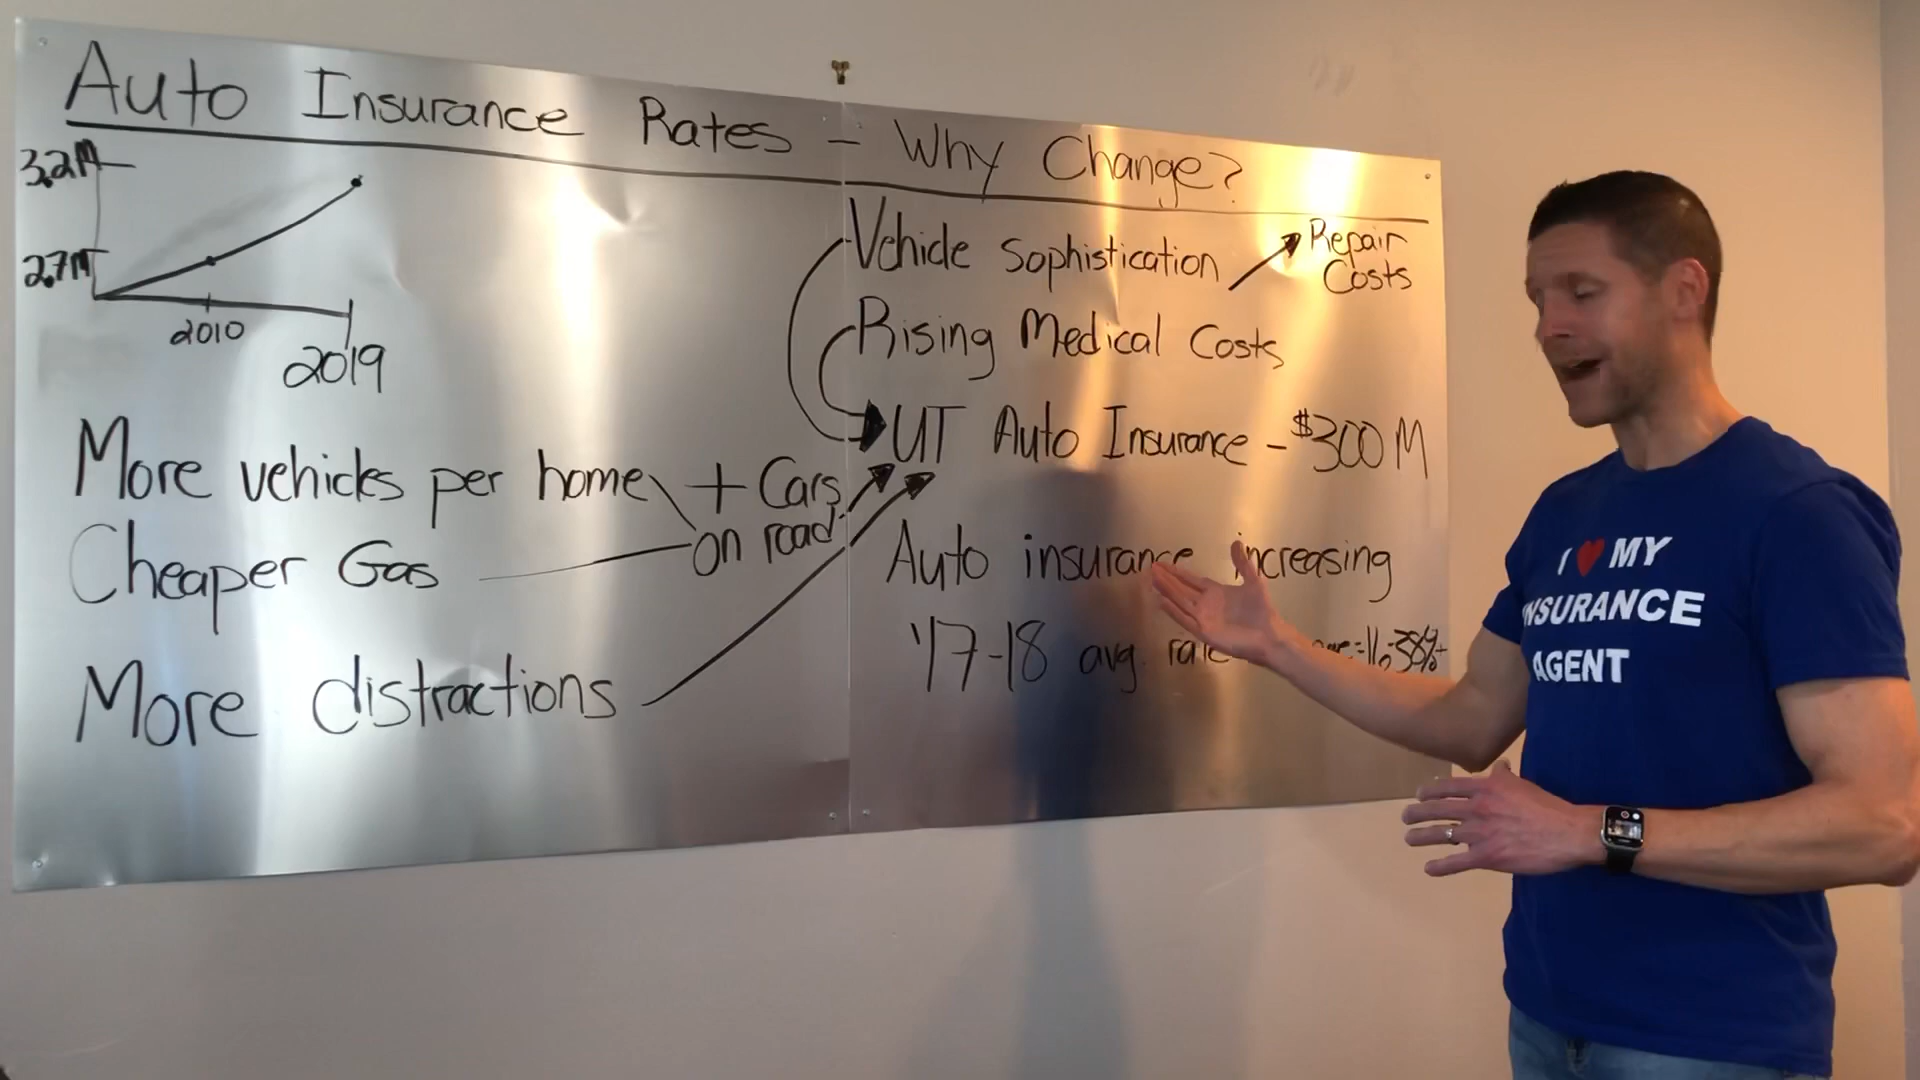 Auto Insurance Rates - Why Change?
3.2M
2.7M
2010
2019
More vehicles per home
Cheaper Gas
+ Cars
on road
More distractions
Vehicle Sophistication
Repair
Costs
Rising Medical Costs
UT Auto Insurance - $300 M
Auto insurance increasing
'17-18 avg. rate
I ♥ MY
INSURANCE
AGENT